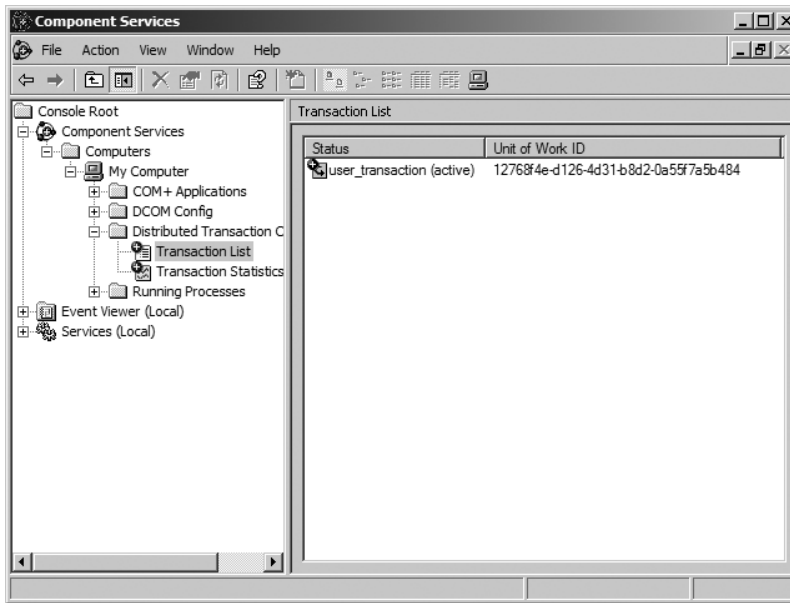 Component Services
File Action View Window Help
Console Root
Component Services
Computers
My Computer
COM+ Applications
DCOM Config
Distributed Transaction C
Transaction List
Transaction Statistics
Running Processes
Event Viewer (Local)
Services (Local)
Transaction List
Status Unit of Work ID
user_transaction (active) 12768f4e-d126-4d31-b8d2-0a55f7a5b484